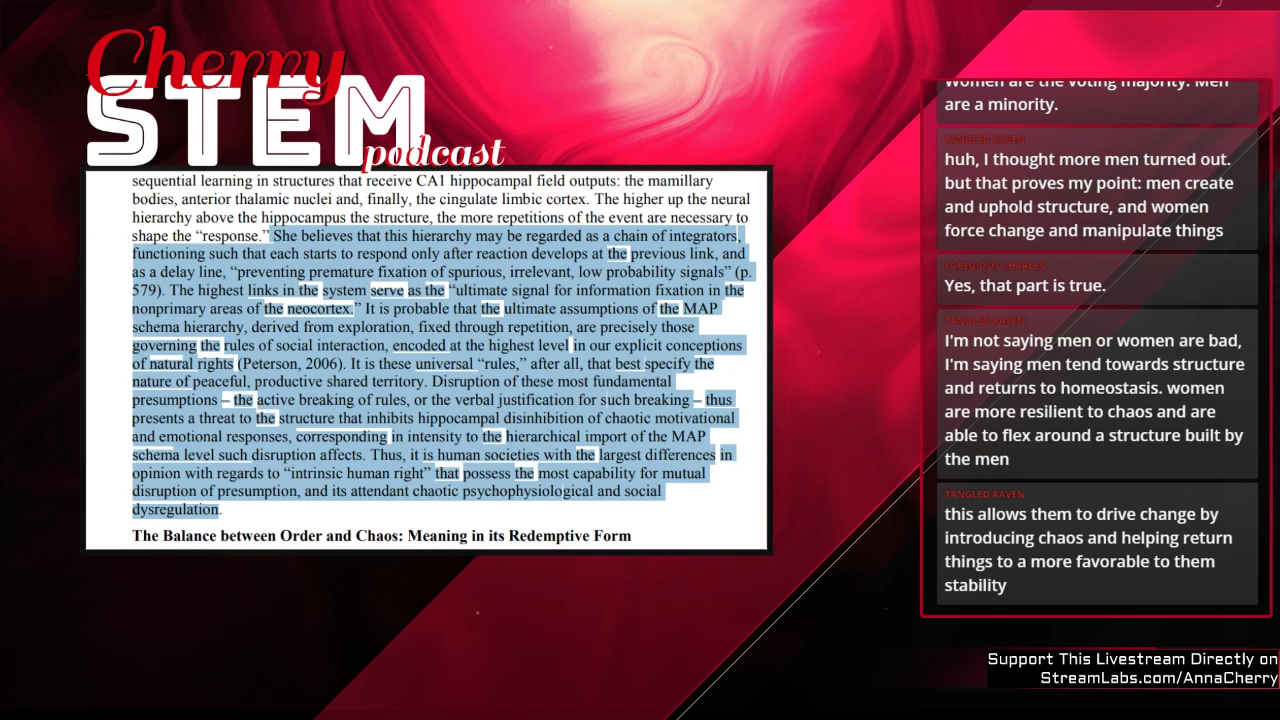 Cherry
STEM
podcast
sequential learning in structures that receive CA1 hippocampal field outputs: the mamillary
bodies, anterior thalamic nuclei and, finally, the cingulate limbic cortex. The higher up the neural
hierarchy above the hippocampus the structure, the more repetitions of the event are necessary to
shape the “response.” She believes that this hierarchy may be regarded as a chain of integrators,
functioning such that each starts to respond only after reaction develops at the previous link, and
as a delay line, “preventing premature fixation of spurious, irrelevant, low probability signals” (p.
579). The highest links in the system serve as the “ultimate signal for information fixation in the
nonprimary areas of the neocortex.” It is probable that the ultimate assumptions of the MAP
schema hierarchy, derived from exploration, fixed through repetition, are precisely those
governing the rules of social interaction, encoded at the highest level in our explicit conceptions
of natural rights (Peterson, 2006). It is these universal “rules,” after all, that best specify the
nature of peaceful, productive shared territory. Disruption of these most fundamental
presumptions – the active breaking of rules, or the verbal justification for such breaking – thus
presents a threat to the structure that inhibits hippocampal disinhibition of chaotic motivational
and emotional responses, corresponding in intensity to the hierarchical import of the MAP
schema level such disruption affects. Thus, it is human societies with the largest differences in
opinion with regards to “intrinsic human right” that possess the most capability for mutual
disruption of presumption, and its attendant chaotic psychophysiological and social
dysregulation.
The Balance between Order and Chaos: Meaning in its Redemptive Form
Women are the voting majority. Men
are a minority.
TANGLED RAVEN
huh, I thought more men turned out.
but that proves my point: men create
and uphold structure, and women
force change and manipulate things
EGREGIOUS CHARLES
Yes, that part is true.
TANGLED RAVEN
I'm not saying men or women are bad,
I'm saying men tend towards structure
and returns to homeostasis. women
are more resilient to chaos and are
able to flex around a structure built by
the men
TANGLED RAVEN
this allows them to drive change by
introducing chaos and helping return
things to a more favorable to them
stability
Support This Livestream Directly on
StreamLabs.com/AnnaCherry